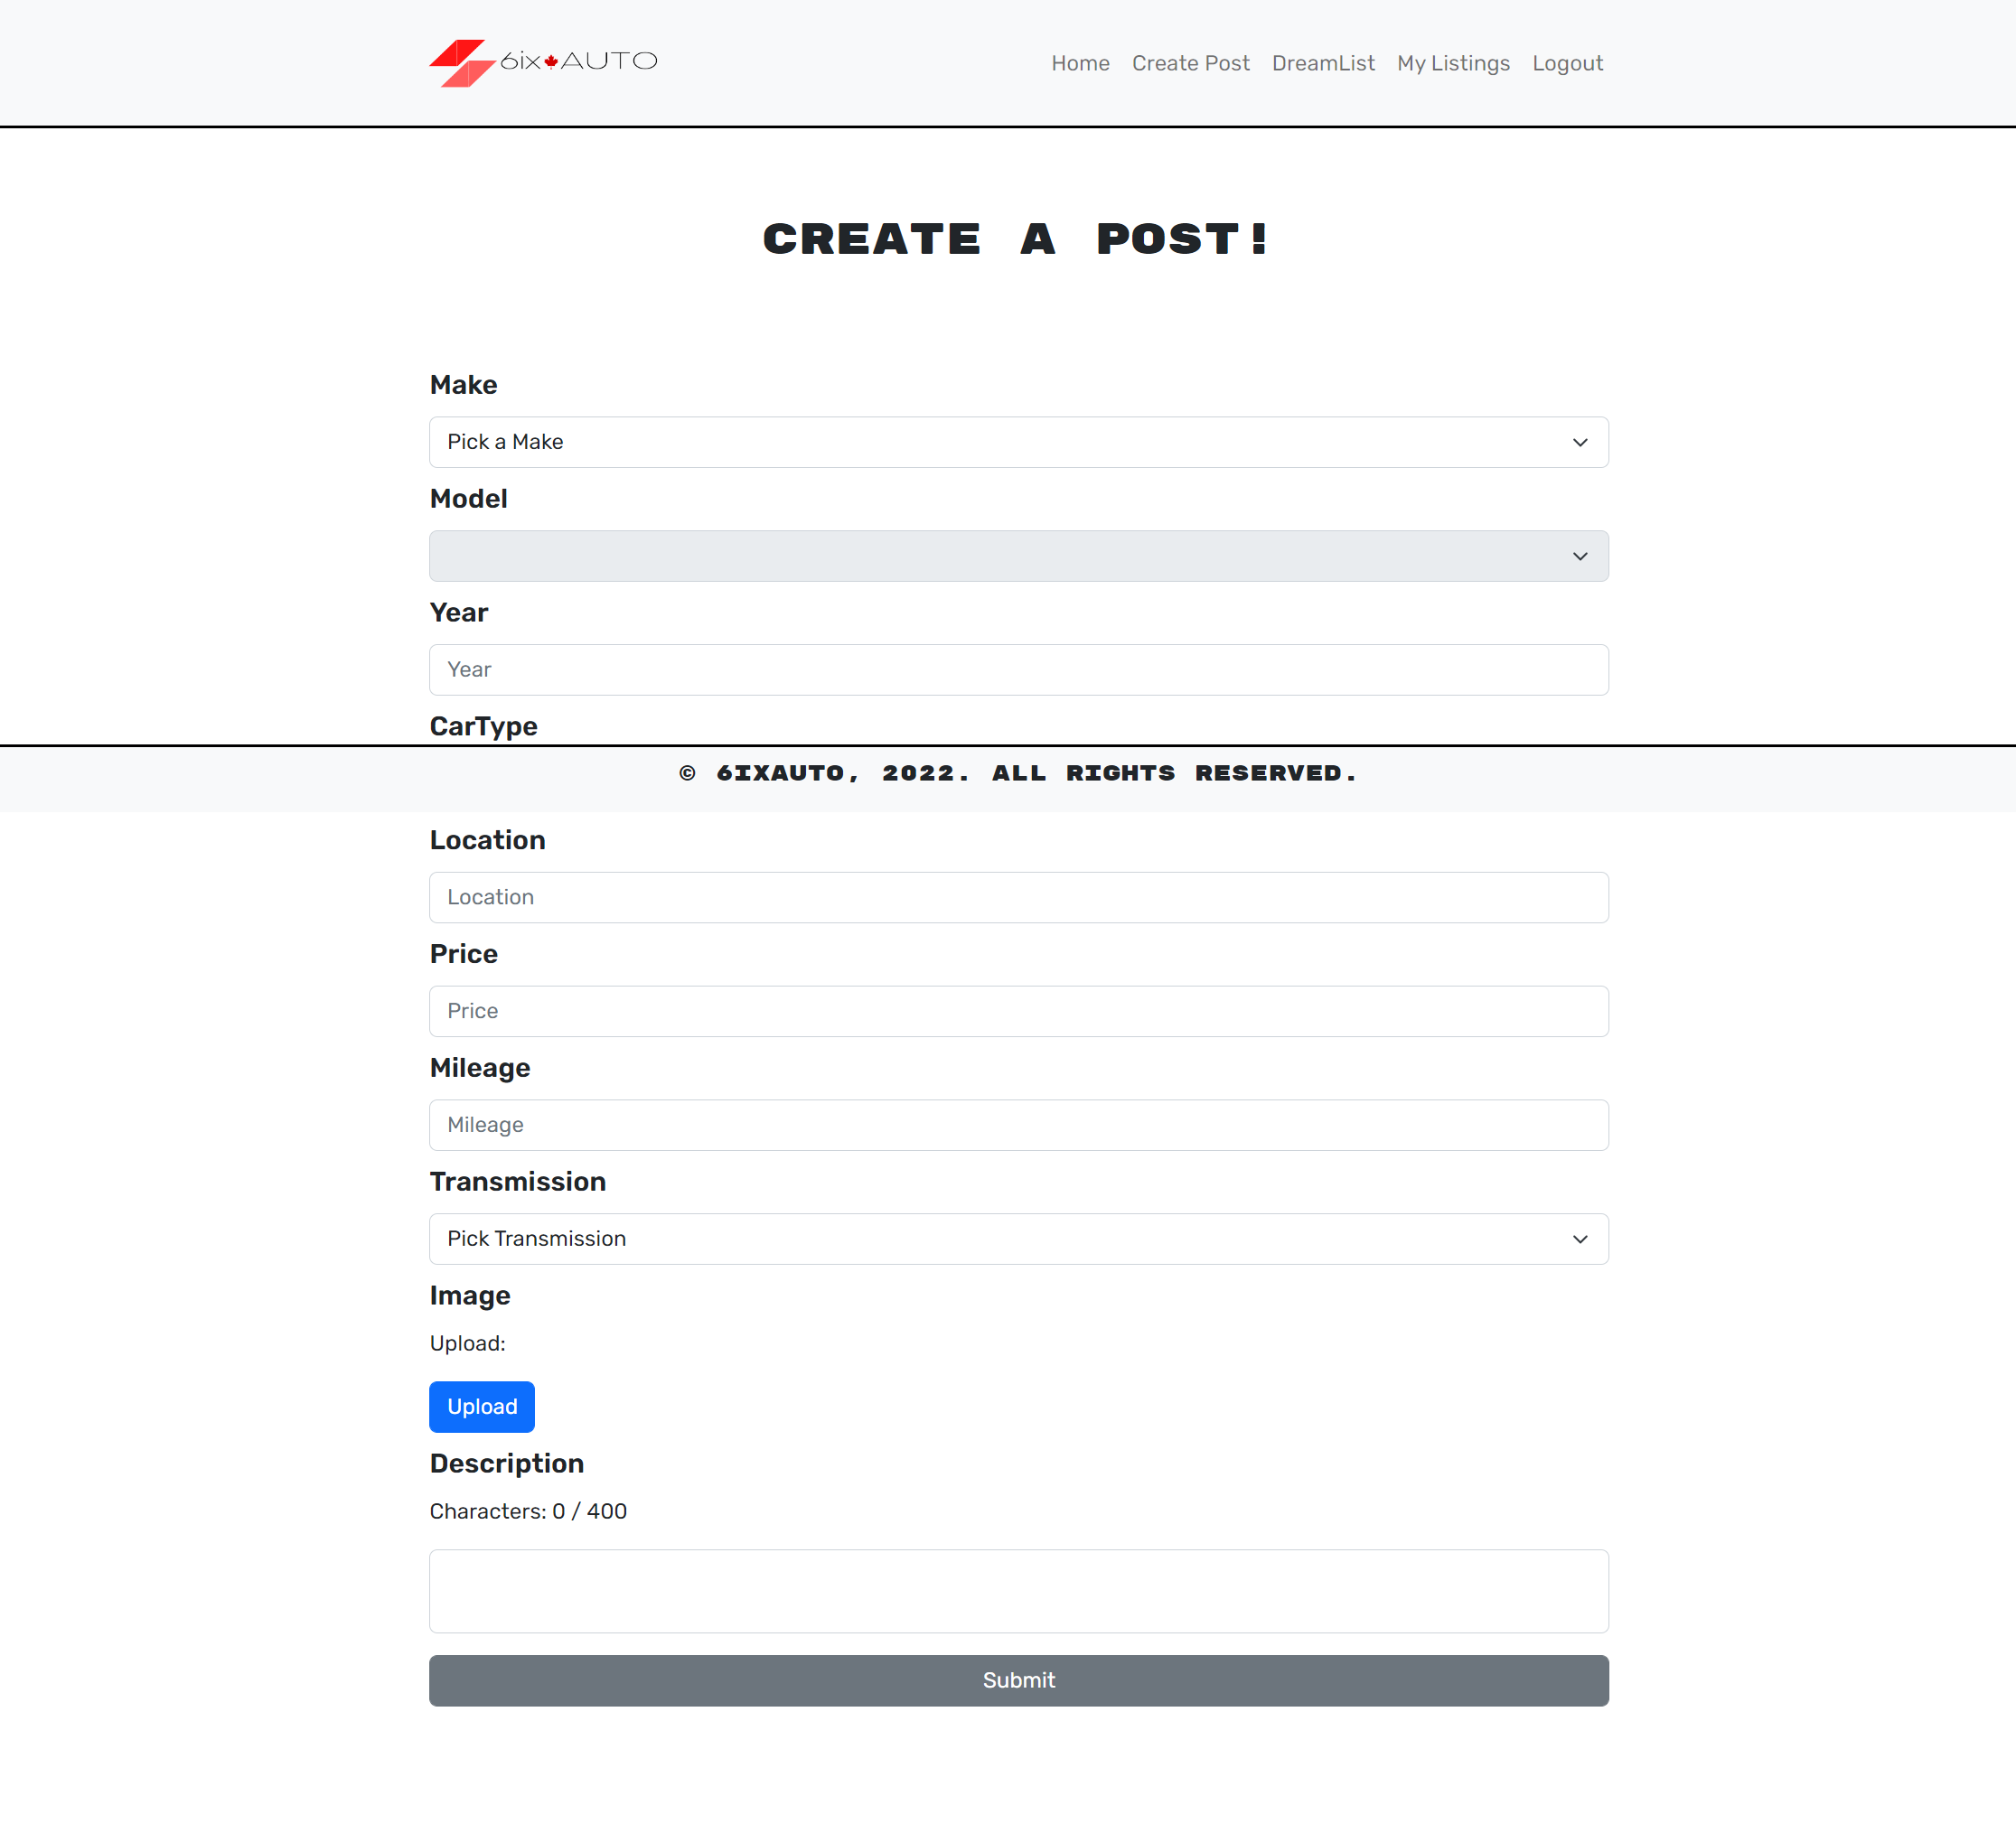 6ix AUTO
Home Create Post DreamList My Listings Logout
CREATE A POST!
Make
Pick a Make
Model
Year
Year
CarType
© 6IXAUTO, 2022. ALL RIGHTS RESERVED.
Location
Location
Price
Price
Mileage
Mileage
Transmission
Pick Transmission
Image
Upload:
Upload
Description
Characters: 0 / 400
Submit